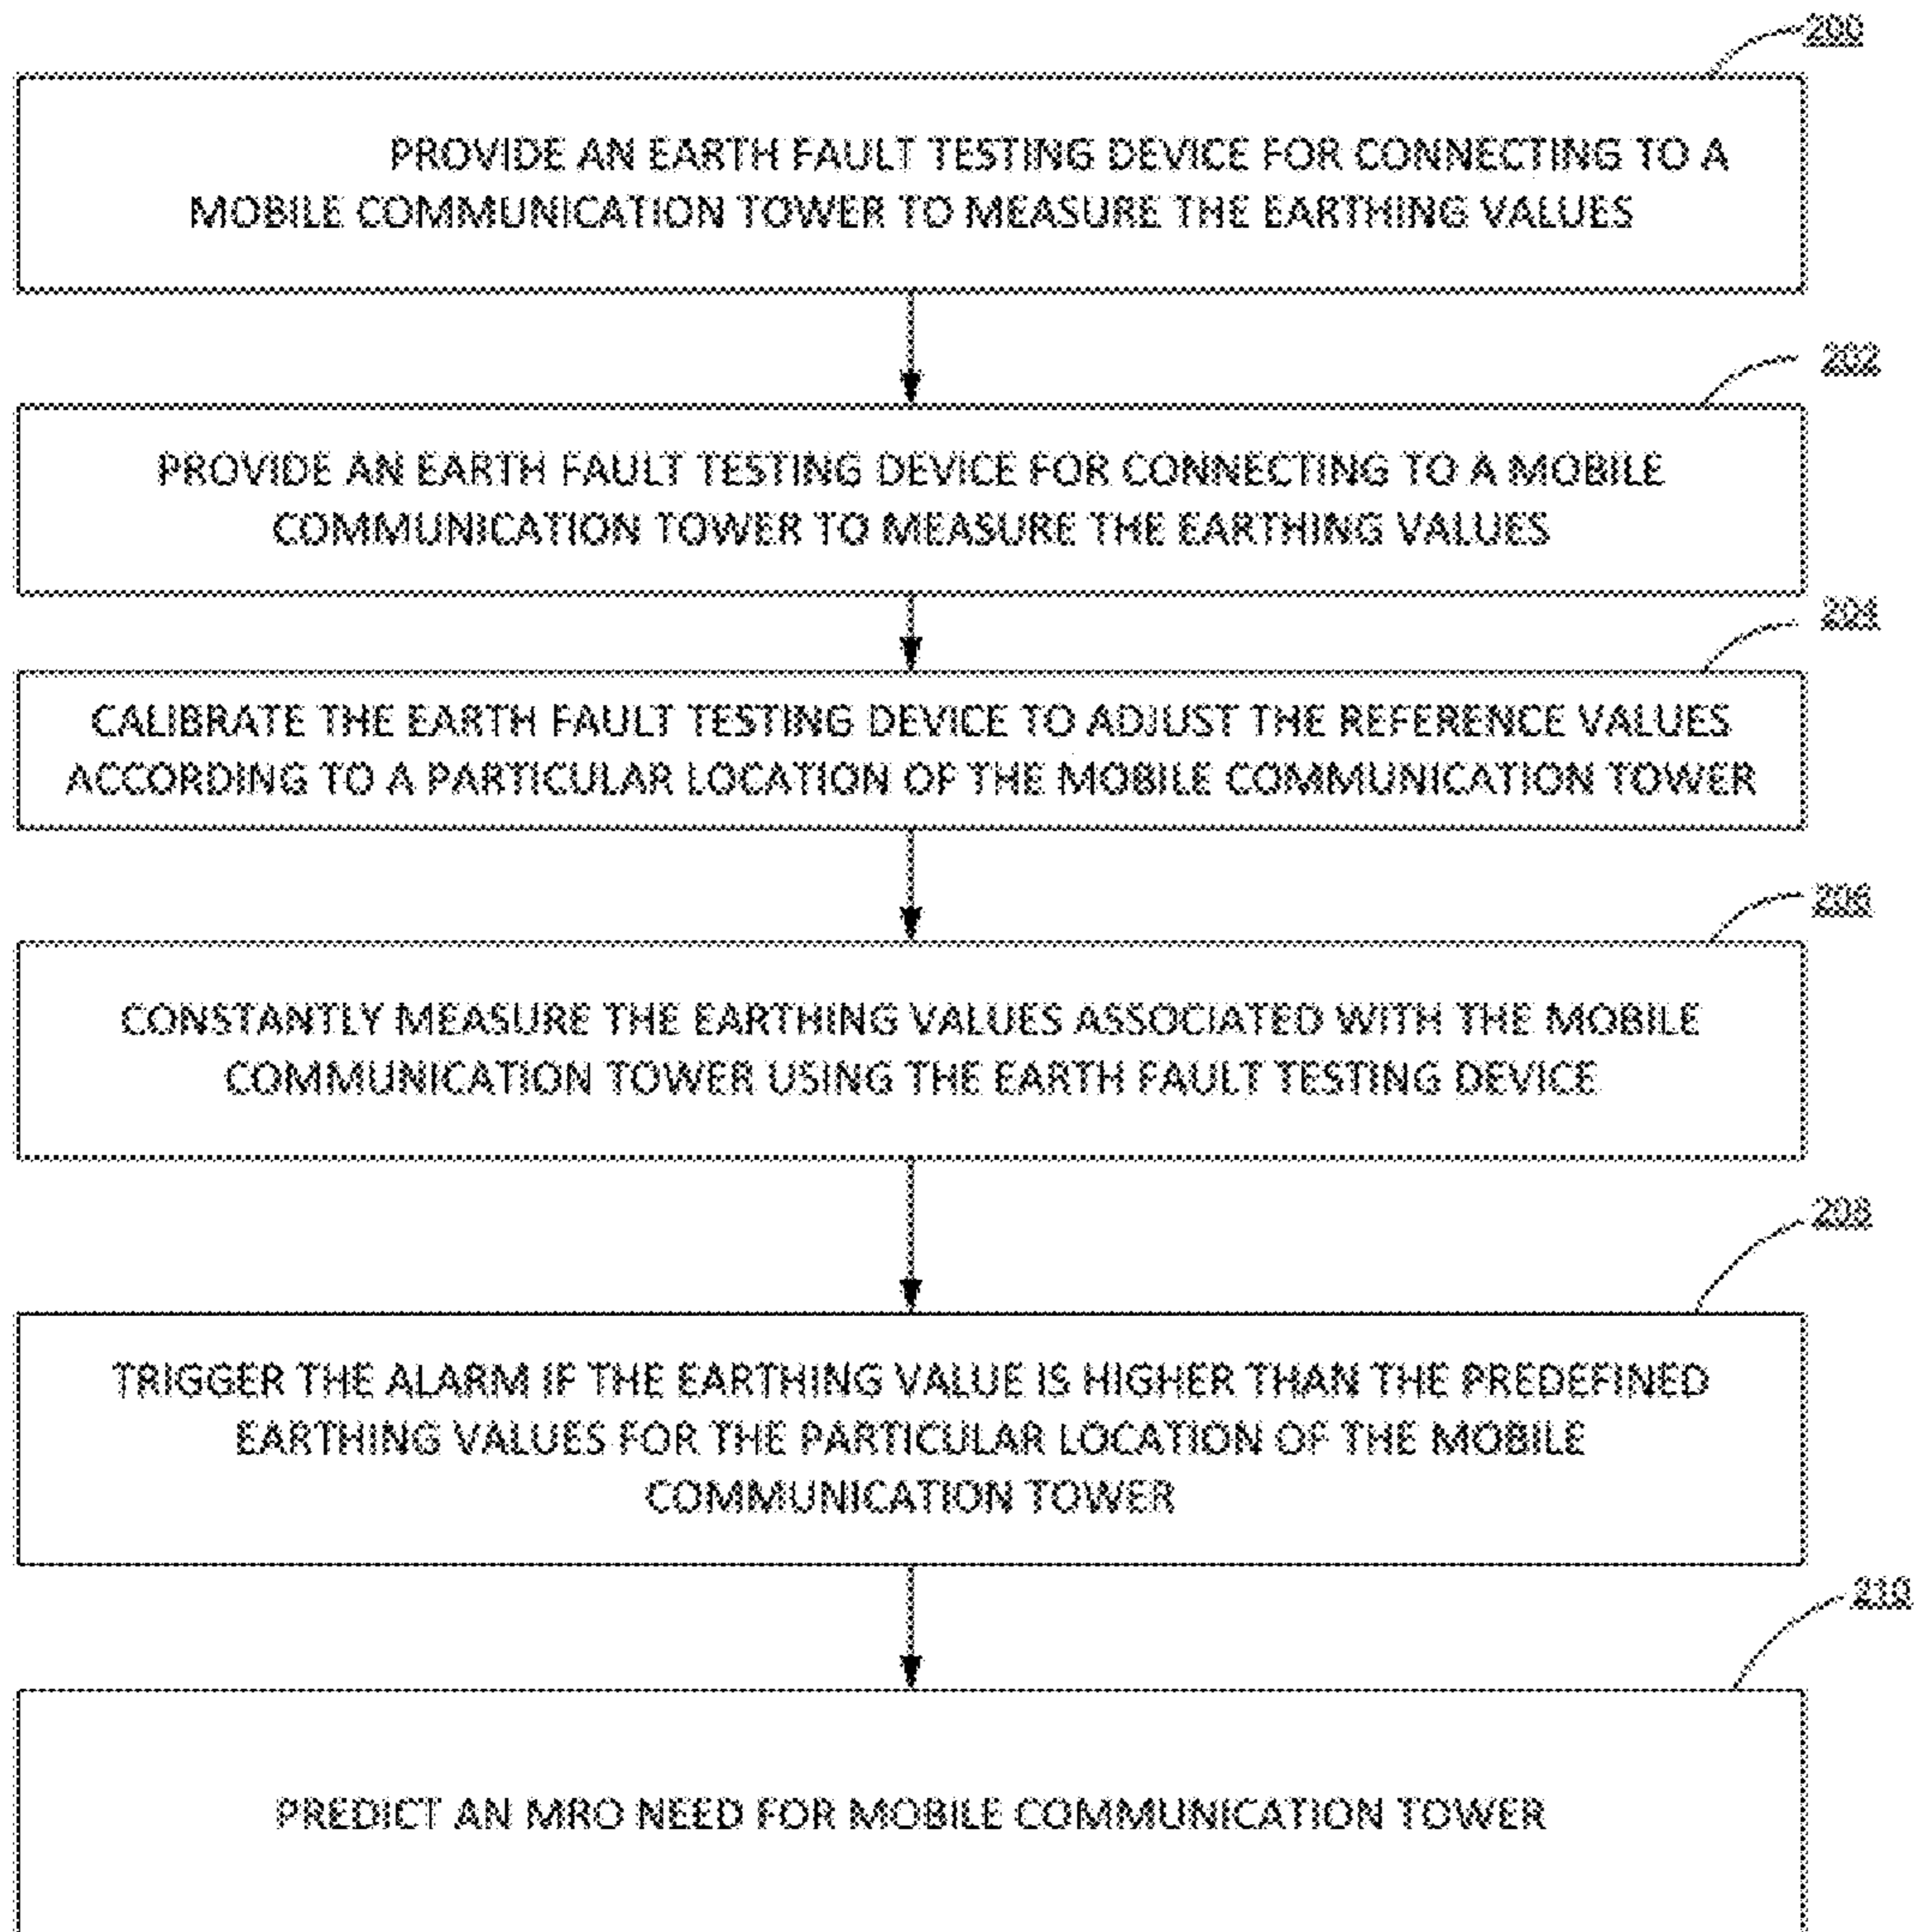 200
PROVIDE AN EARTH FAULT TESTING DEVICE FOR CONNECTING TO A
MOBILE COMMUNICATION TOWER TO MEASURE THE EARTHING VALUES
202
PROVIDE AN EARTH FAULT TESTING DEVICE FOR CONNECTING TO A MOBILE
COMMUNICATION TOWER TO MEASURE THE EARTHING VALUES
204
CALIBRATE THE EARTH FAULT TESTING DEVICE TO ADJUST THE REFERENCE VALUES
ACCORDING TO A PARTICULAR LOCATION OF THE MOBILE COMMUNICATION TOWER
206
CONSTANTLY MEASURE THE EARTHING VALUES ASSOCIATED WITH THE MOBILE
COMMUNICATION TOWER USING THE EARTH FAULT TESTING DEVICE
208
TRIGGER THE ALARM IF THE EARTHING VALUE IS HIGHER THAN THE PREDEFINED
EARTHING VALUES FOR THE PARTICULAR LOCATION OF THE MOBILE
COMMUNICATION TOWER
210
PREDICT AN MRO NEED FOR MOBILE COMMUNICATION TOWER